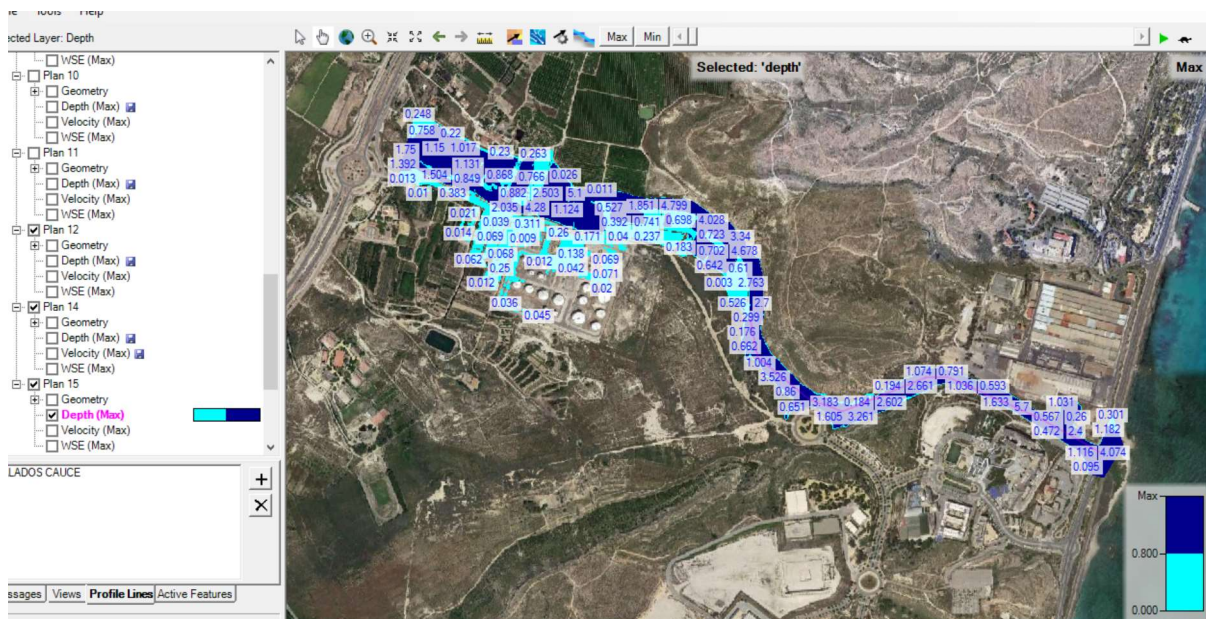 Tools Help
ected Layer: Depth
Max Min
WSE (Max)
Plan 10
Geometry
Depth (Max)
Velocity (Max)
WSE (Max)
Plan 11
Geometry
Depth (Max)
Velocity (Max)
WSE (Max)
Plan 12
Geometry
Depth (Max)
Velocity (Max)
WSE (Max)
Plan 14
Geometry
Depth (Max)
Velocity (Max)
WSE (Max)
Plan 15
Geometry
Depth (Max)
Velocity (Max)
WSE (Max)
LADOS CAUCE
+
X
ssages Views Profile Lines Active Features
Selected: 'depth'
Max
0.248
0.758 0.22
1.75 1.15 1.017 0.23 0.263
1.392 1.131
0.013 1.504 0.849 0.868 0.766 0.026
0.01 0.383 0.882 2.503 5.1 0.011
0.021 2.035 4.28 1.124 0.527 1.851 4.799
0.039 0.311 0.392 0.741 0.698 4.028
0.014 0.069 0.009 0.26 0.171 0.04 0.237 0.723 3.34
0.183 0.702 4.678
0.062 0.068 0.012 0.138 0.069 0.642 0.61
0.25 0.042 0.071
0.012 0.02 0.003 2.763
0.036 0.526 2.7
0.045 0.299
0.176
0.662
1.004
3.526
0.86
0.651 3.183 0.184 2.602
1.605 3.261
0.194 2.661
1.074 0.791
1.036 0.593
1.633 5.7
1.031
0.567 0.26
0.472 2.4
0.301
1.182
1.116 4.074
0.095
Max
0.800
0.000